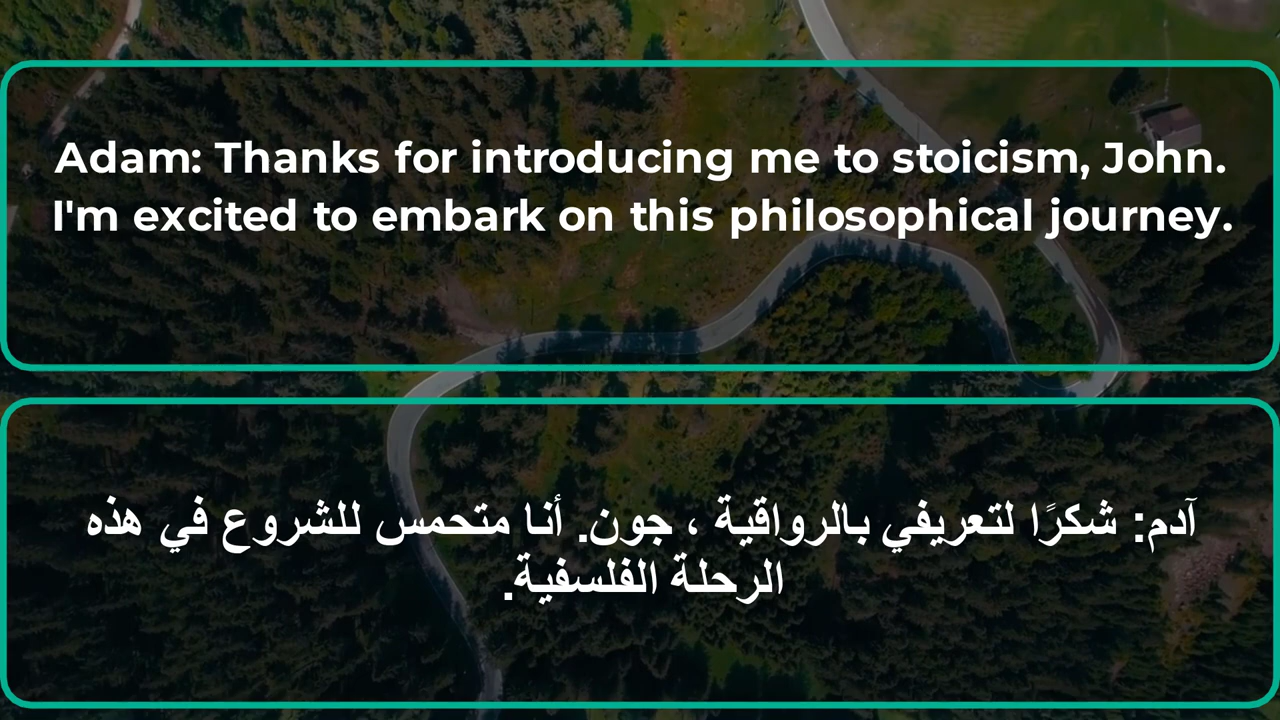 Adam: Thanks for introducing me to stoicism, John.
I'm excited to embark on this philosophical journey.
آدم: شكرًا لتعريفي بالرواقية ، جون. أنا متحمس للشروع في هذه
الرحلة الفلسفية.